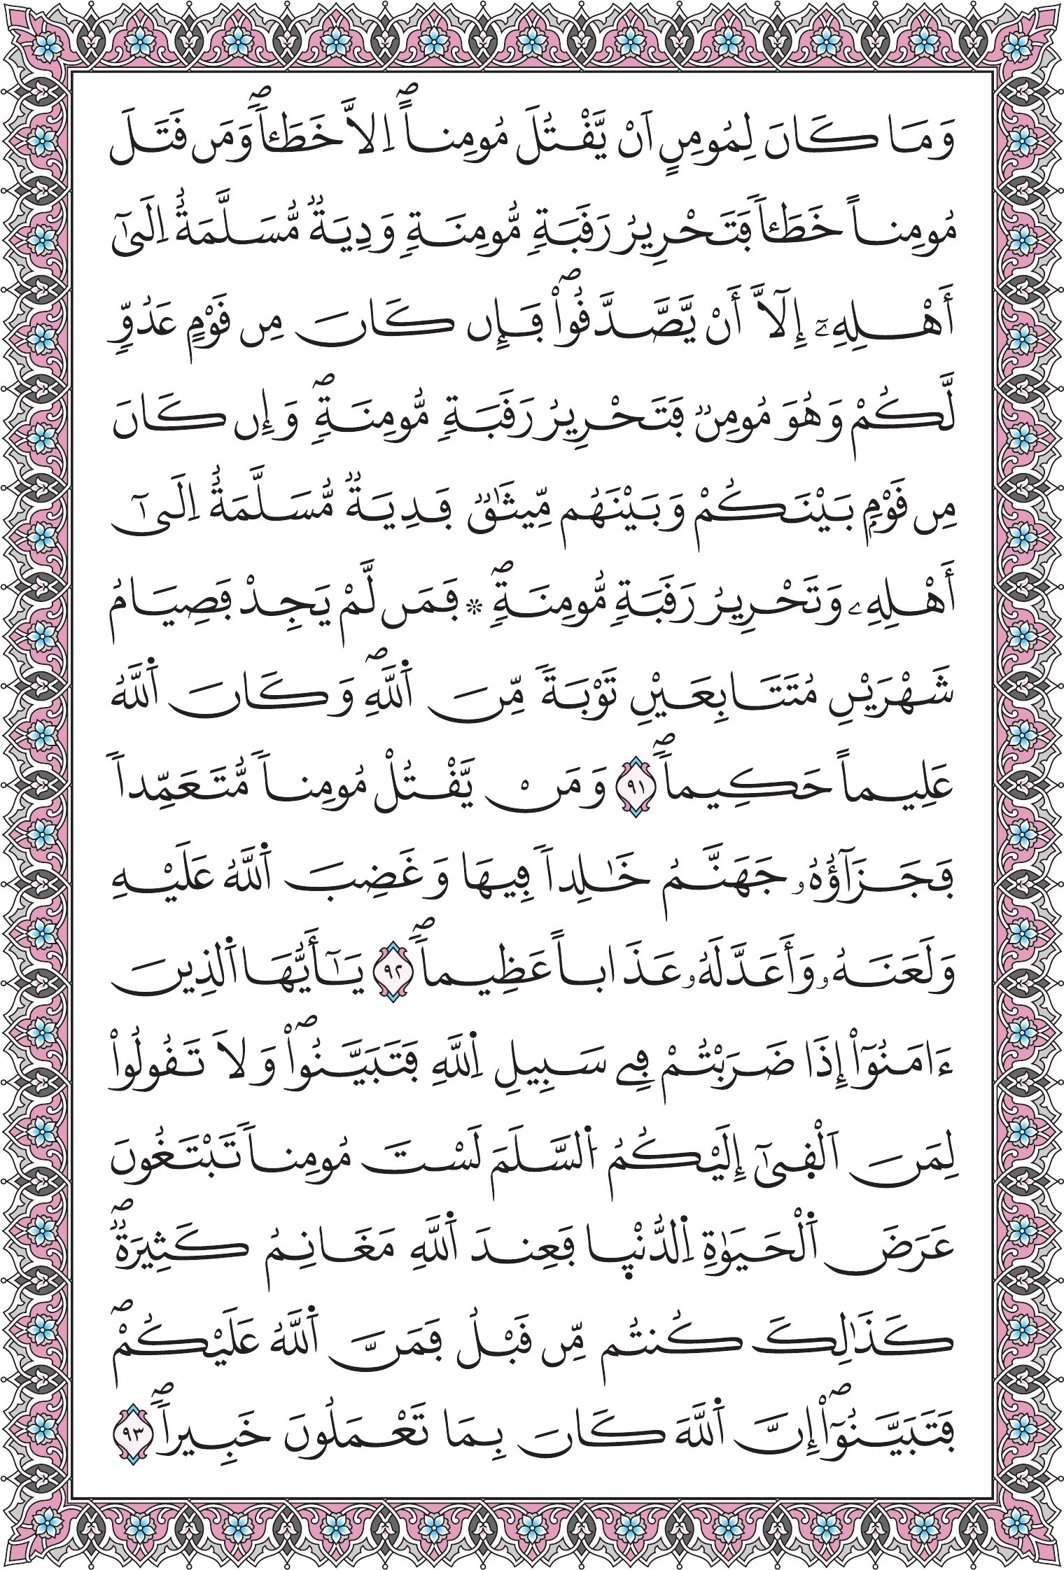 وَمَا كَانَ لِمُومِنٍ اَنْ يَّقْتُلَ مُومِناً اِلَّا خَطَـٔاًۖ وَمَن قَتَلَ
مُومِناً خَطَـٔاً فَتَحْرِيرُ رَقَبَةٖ مُّومِنَةٖ وَدِيَةٞ مُّسَلَّمَةٌ اِلَىٰٓ
أَهْلِهِۦٓ إِلَّآ أَنْ يَّصَّدَّقُواْۖ فَإِن كَانَ مِن قَوْمٍ عَدُوّٖ
لَّكُمْ وَهُوَ مُومِنٞ فَتَحْرِيرُ رَقَبَةٖ مُّومِنَةٖۖ وَإِن كَانَ
مِن قَوْمِۢ بَيْنَكُمْ وَبَيْنَهُم مِّيثَٰقٞ فَدِيَةٞ مُّسَلَّمَةٌ اِلَىٰٓ
أَهْلِهِۦ وَتَحْرِيرُ رَقَبَةٖ مُّومِنَةٖۖ ۞ فَمَن لَّمْ يَجِدْ فَصِيَامُ
شَهْرَيْنِ مُتَتَابِعَيْنِ تَوْبَةٗ مِّنَ اَ۬للَّهِۖ وَكَانَ اَ۬للَّهُ
عَلِيماً حَكِيماٗۖ ٩١ وَمَنْ يَّقْتُلْ مُومِناٗ مُّتَعَمِّداٗ
فَجَزَآؤُهُۥ جَهَنَّمُ خَٰلِداٗ فِيهَا وَغَضِبَ اَ۬للَّهُ عَلَيْهِ
وَلَعَنَهُۥ وَأَعَدَّ لَهُۥ عَذَاباً عَظِيماٗۖ ٩٢ يَٰٓأَيُّهَا اَ۬لذِينَ
ءَامَنُوٓاْ إِذَا ضَرَبْتُمْ فِے سَبِيلِ اِ۬للَّهِ فَتَبَيَّنُواْۖ وَلَا تَقُولُواْ
لِمَنَ اَلْقِىٰٓ إِلَيْكُمُ اُ۬لسَّلَمَ لَسْتَ مُومِناٗ تَبْتَغُونَ
عَرَضَ اَ۬لْحَيَوٰةِ اِ۬لدُّنْيٜا فَعِندَ اَ۬للَّهِ مَغَانِمُ كَثِيرَةٞۖ
كَذَٰلِكَ كُنتُم مِّن قَبْلُ فَمَنَّ اَ۬للَّهُ عَلَيْكُمْۖ
فَتَبَيَّنُوٓاْۖ إِنَّ اَ۬للَّهَ كَانَ بِمَا تَعْمَلُونَ خَبِيراٗۖ ٩٣